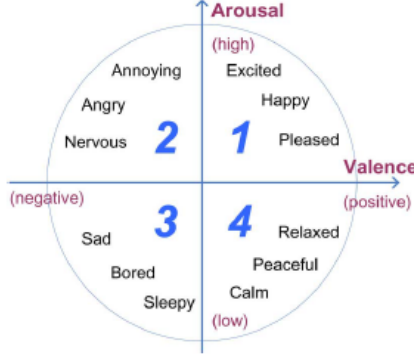 Arousal
(high)
Annoying Excited
Angry Happy
Nervous 2 1 Pleased
Valence
(negative) (positive)
3 4
Sad Relaxed
Bored Peaceful
Sleepy Calm
(low)